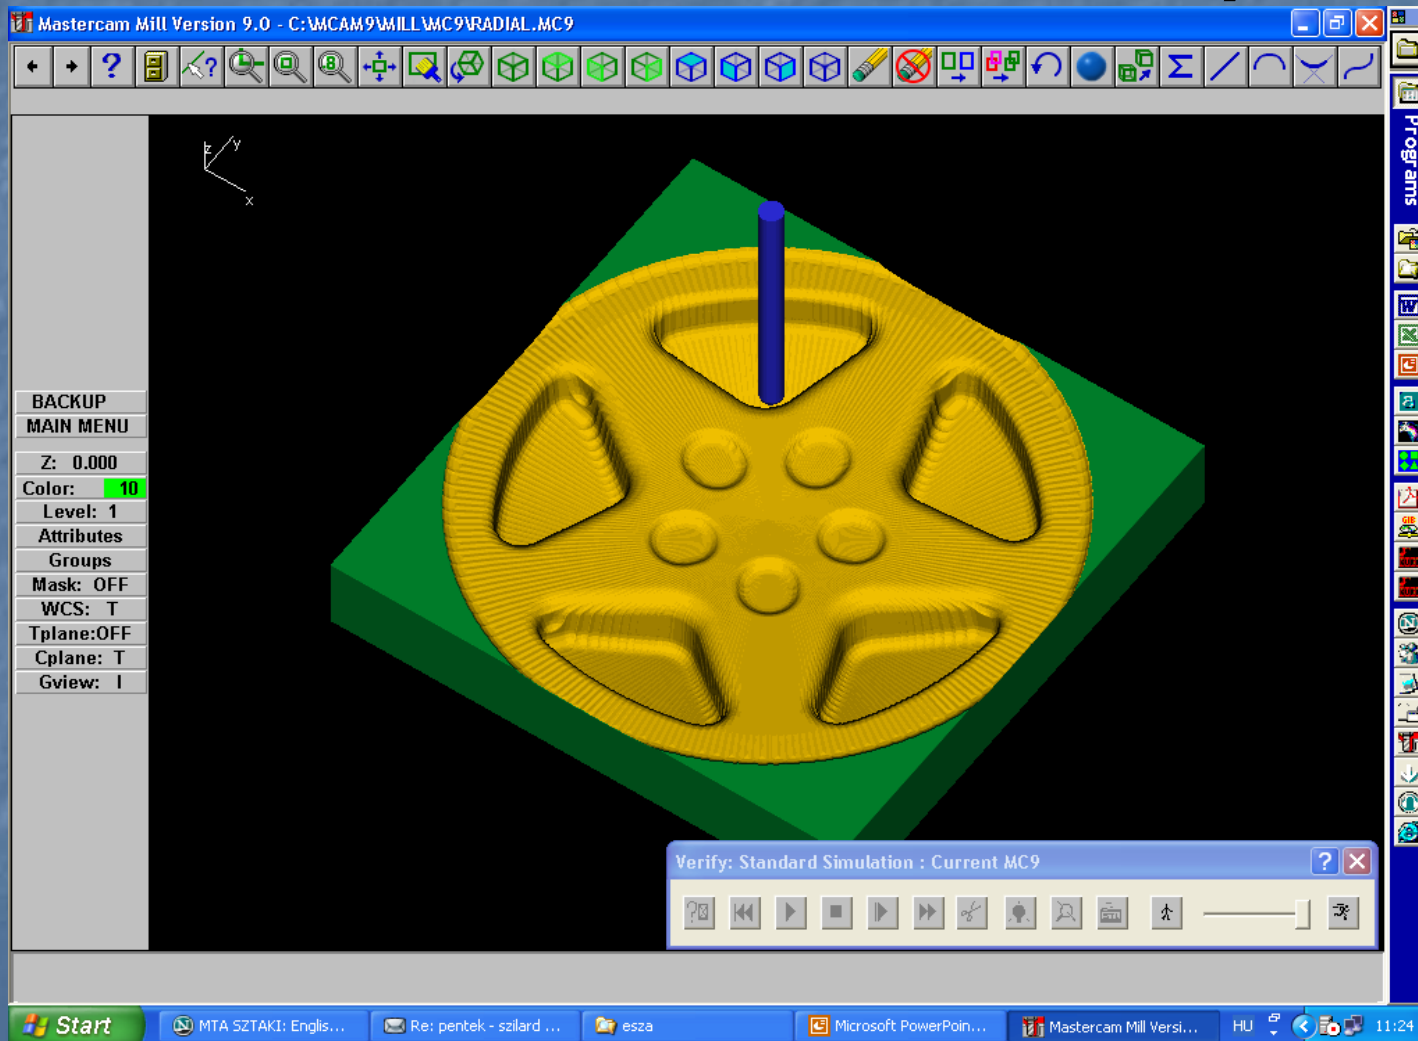 Mastercam Mill Version 9.0 - C:\MCAM9\MILL\MC9\RADIAL.MC9
z
y
x
BACKUP
MAIN MENU
Z: 0.000
Color: 10
Level: 1
Attributes
Groups
Mask: OFF
WCS: T
Tplane:OFF
Cplane: T
Gview: I
Programs
Verify: Standard Simulation : Current MC9
Start
MTA SZTAKI: Englis...
Re: pentek - szilard ...
esza
Microsoft PowerPoin...
Mastercam Mill Versi...
HU
11:24